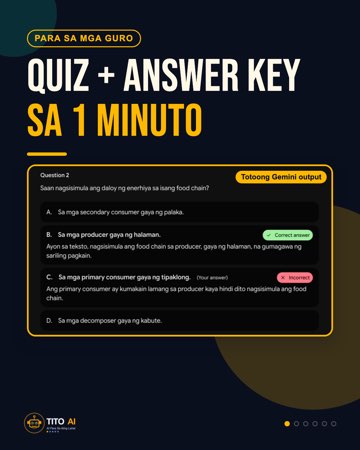 PARA SA MGA GURO
QUIZ + ANSWER KEY
SA 1 MINUTO
Totoong Gemini output
Question 2
Saan nagsisimula ang daloy ng enerhiya sa isang food chain?
A. Sa mga secondary consumer gaya ng palaka.
B. Sa mga producer gaya ng halaman.
✓ Correct answer
Ayon sa teksto, nagsisimula ang food chain sa producer, gaya ng halaman, na gumagawa ng
sariling pagkain.
C. Sa mga primary consumer gaya ng tipaklong. (Your answer)
× Incorrect
Ang primary consumer ay kumakain lamang sa producer kaya hindi dito nagsisimula ang food
chain.
D. Sa mga decomposer gaya ng kabute.
TITO AI